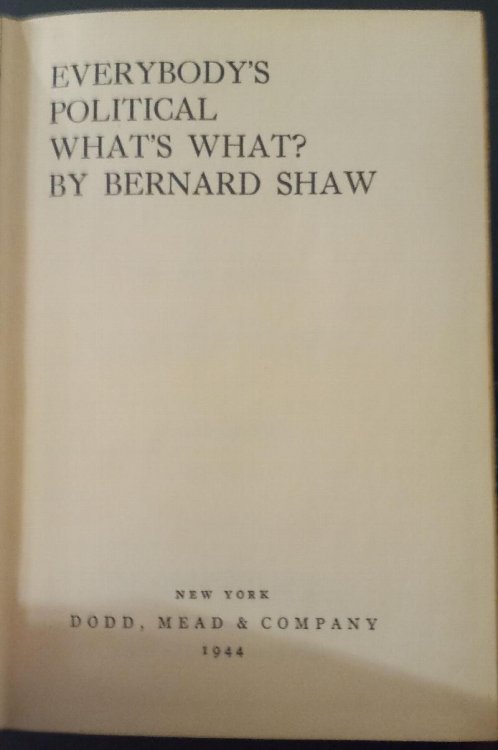 EVERYBODY'S
POLITICAL
WHAT'S WHAT?
BY BERNARD SHAW
NEW YORK
DODD, MEAD & COMPANY
1944